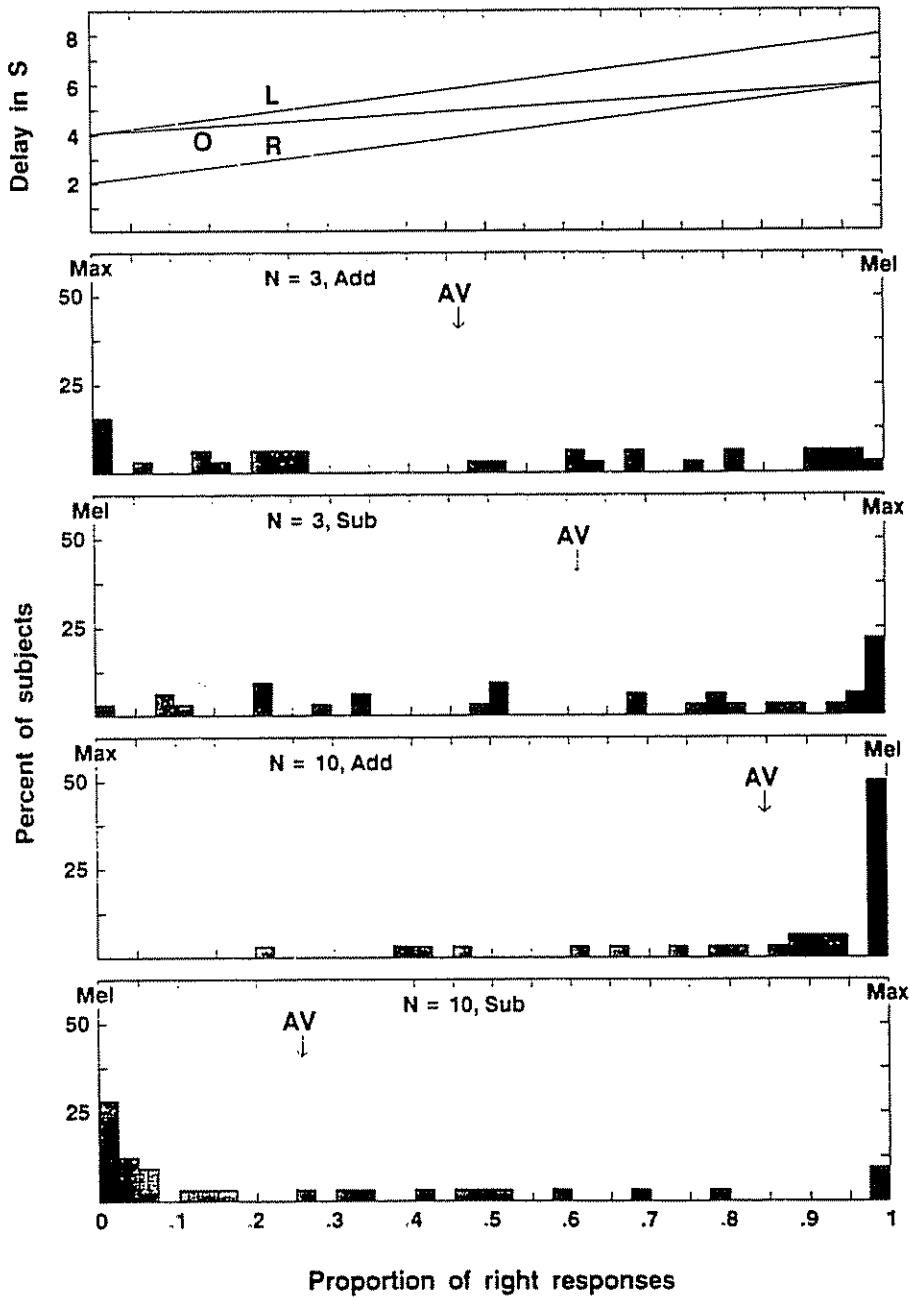 Delay in S
8
6
4
2
L
O
R
Percent of subjects
Max
Mel
N = 3, Add
AV
50
25
Mel
Max
N = 3, Sub
AV
50
25
Max
Mel
N = 10, Add
AV
50
25
Mel
Max
N = 10, Sub
AV
50
25
0 .1 .2 .3 .4 .5 .6 .7 .8 .9 1
Proportion of right responses